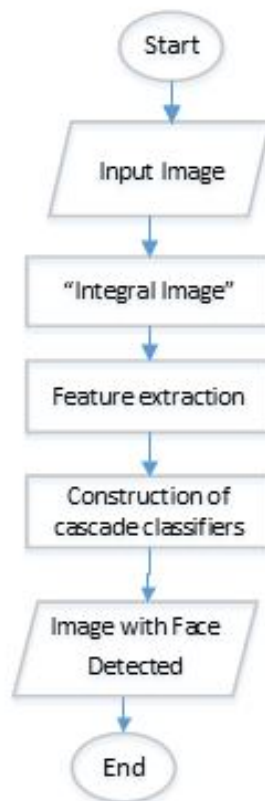 Start
Input Image
“Integral Image”
Feature extraction
Construction of
cascade classifiers
Image with Face
Detected
End